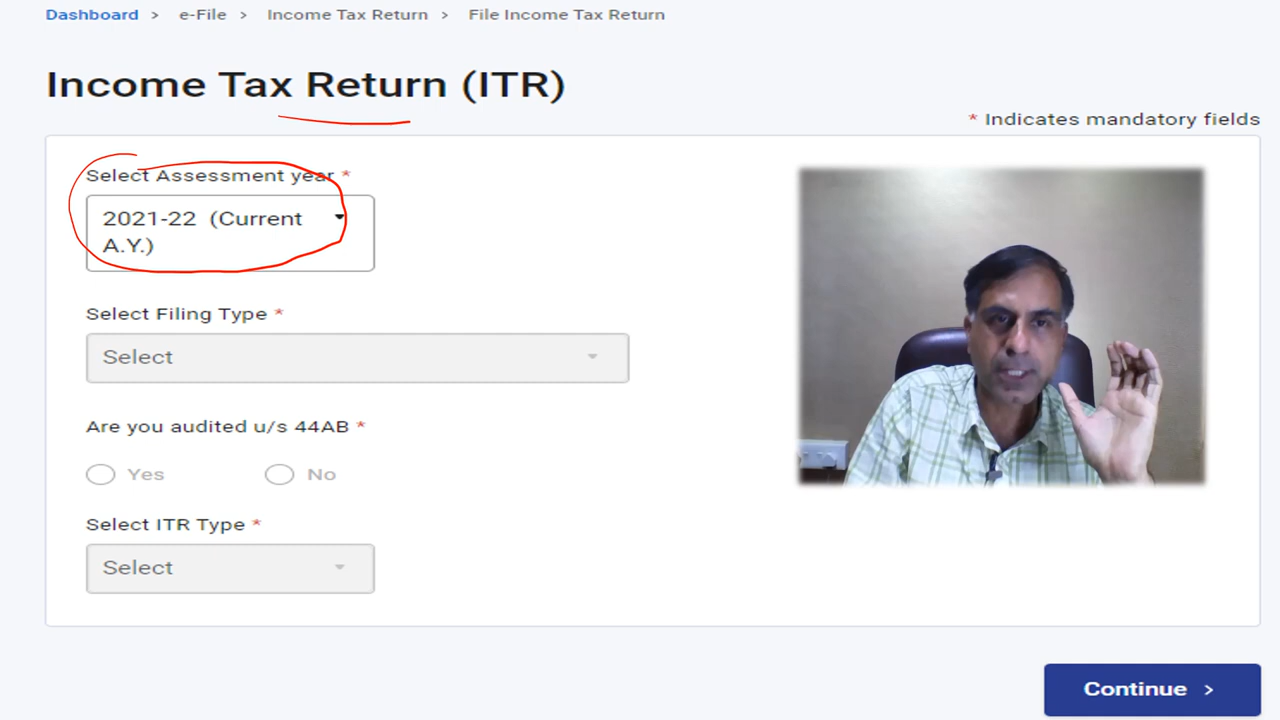 Dashboard > e-File > Income Tax Return > File Income Tax Return
Income Tax Return (ITR)
* Indicates mandatory fields
Select Assessment year *
2021-22 (Current
A.Y.)
Select Filing Type *
Select
Are you audited u/s 44AB *
Yes No
Select ITR Type *
Select
Continue >